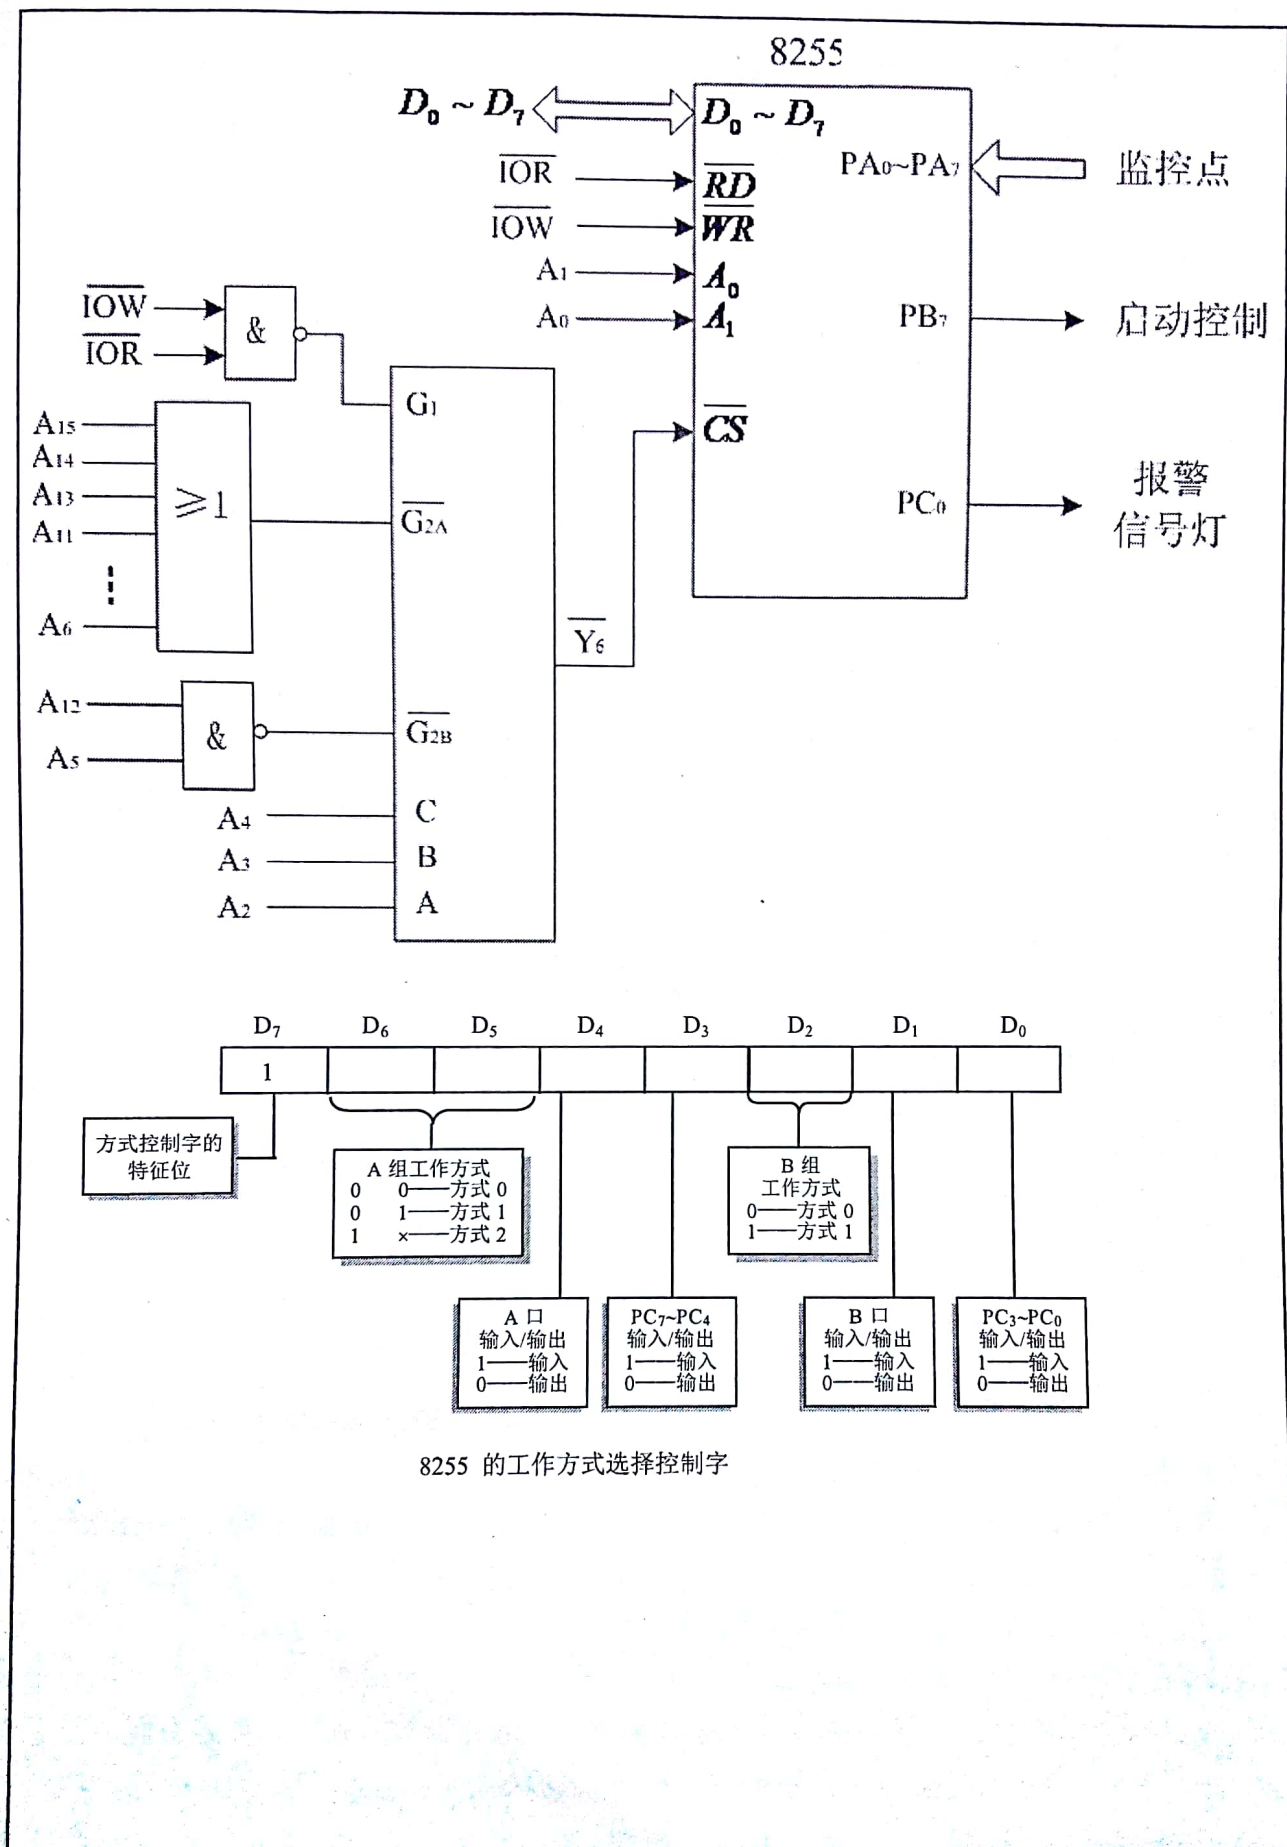 8255
D₀ ~ D₇
D₀ ~ D₇
IOR
RD
PA₀~PA₇
监控点
IOW
WR
A₁
A₀
A₀
A₁
PB₇
启动控制
IOW
IOR
&
G₁
CS
A₁₅
A₁₄
A₁₃
A₁₁
A₆
≥1
G₂A
PC₀
报警
信号灯
Y₆
A₁₂
A₅
&
G₂B
A₄
C
A₃
B
A₂
A
D₇ D₆ D₅ D₄ D₃ D₂ D₁ D₀
1
方式控制字的
特征位
A 组工作方式
0 0——方式 0
0 1——方式 1
1 ×——方式 2
B 组
工作方式
0——方式 0
1——方式 1
A 口
输入/输出
1——输入
0——输出
PC₇~PC₄
输入/输出
1——输入
0——输出
B 口
输入/输出
1——输入
0——输出
PC₃~PC₀
输入/输出
1——输入
0——输出
8255 的工作方式选择控制字